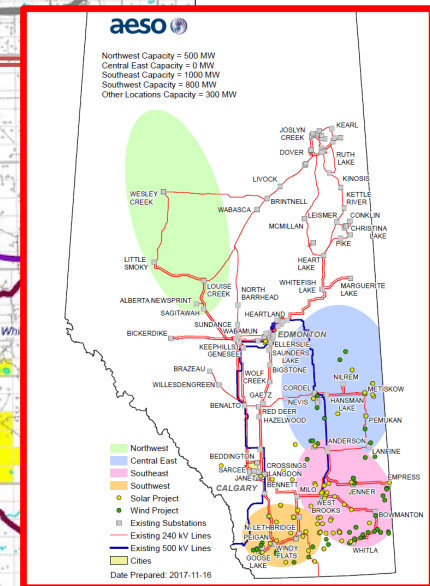 aeso
Northwest Capacity = 500 MW
Central East Capacity = 0 MW
Southeast Capacity = 1000 MW
Southwest Capacity = 800 MW
Other Locations Capacity = 300 MW
KEARL
JOSLYN
CREEK
DOVER
RUTH
LAKE
LIVOCK
KINOSIS
WESLEY
CREEK
BRINTNELL
KETTLE
RIVER
WABASCA
LEISMER
CONKLIN
MCMILLAN
CHRISTINA
LAKE
PIKE
HEART
LAKE
LITTLE
SMOKY
LOUISE
CREEK
WHITEFISH
LAKE
MARGUERITE
LAKE
NORTH
BARRHEAD
ALBERTA NEWSPRINT
SAGITAWAH
HEARTLAND
SUNDANCE
WABAMUN
EDMONTON
BICKERDIKE
KEEPHILLS
GENESEE
ELLERSLIE
SAUNDERS
LAKE
BIGSTONE
BRAZEAU
WOLF
CREEK
CORDEL
NILREM
METISKOW
WILLESDENGREEN
GAETZ
NEVIS
HANSMAN
LAKE
BENALTO
RED DEER
HAZELWOOD
PEMUKAN
ANDERSON
LANFINE
BEDDINGTON
CROSSINGS
SARCEE
LANGDON
EMPRESS
JANET
BENNETT
MILO
JENNER
CALGARY
WEST
BROOKS
BOWMANTON
N. LETHBRIDGE
PEIGAN
WINDY
FLATS
WHITLA
GOOSE
LAKE
Northwest
Central East
Southeast
Southwest
Solar Project
Wind Project
Existing Substations
Existing 240 kV Lines
Existing 500 kV Lines
Cities
Date Prepared: 2017-11-16